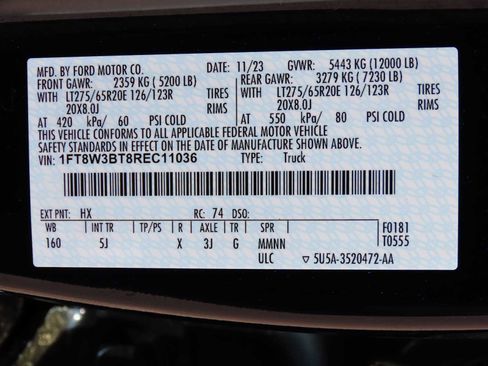 MFD. BY FORD MOTOR CO. DATE: 11/23 GVWR: 5443 KG (12000 LB)
FRONT GAWR: 2359 KG (5200 LB) REAR GAWR: 3279 KG (7230 LB)
WITH LT275/65R20E 126/123R TIRES WITH LT275/65R20E 126/123R TIRES
20X8.0J RIMS 20X8.0J RIMS
AT 420 kPa/ 60 PSI COLD AT 550 kPa/ 80 PSI COLD
THIS VEHICLE CONFORMS TO ALL APPLICABLE FEDERAL MOTOR VEHICLE
SAFETY STANDARDS IN EFFECT ON THE DATE OF MANUFACTURE SHOWN ABOVE.
VIN: 1FT8W3BT8REC11036 TYPE: Truck
EXT PNT: HX RC: 74 DSO:
WB INT TR TP/PS R AXLE TR SPR F0181
160 5J X 3J G MMNN T0555
ULC ▽ 5U5A-3520472-AA